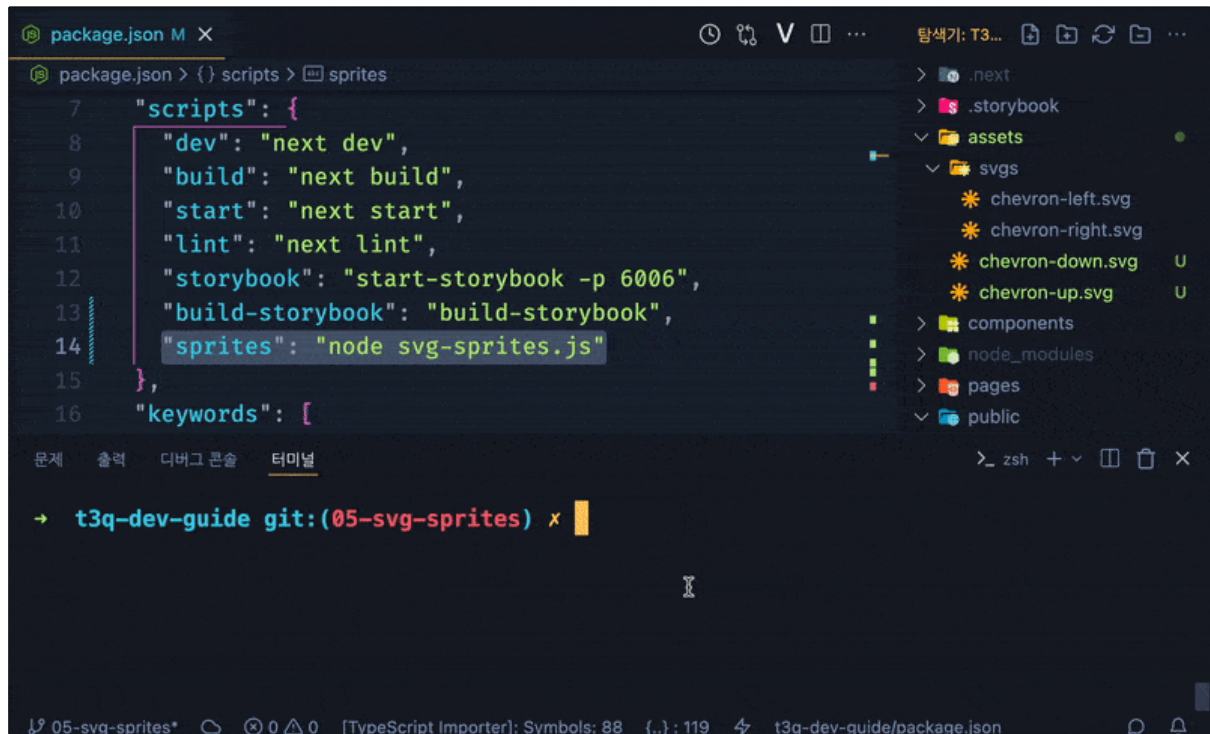 package.json M
탐색기: T3...
package.json > {} scripts > sprites
7 "scripts": {
8 "dev": "next dev",
9 "build": "next build",
10 "start": "next start",
11 "lint": "next lint",
12 "storybook": "start-storybook -p 6006",
13 "build-storybook": "build-storybook",
14 "sprites": "node svg-sprites.js"
15 },
16 "keywords": [
.next
.storybook
assets
svgs
chevron-left.svg
chevron-right.svg
chevron-down.svg U
chevron-up.svg U
components
node_modules
pages
public
문제 출력 디버그 콘솔 터미널
zsh
→ t3q-dev-guide git:(05-svg-sprites) ✗
05-svg-sprites* 0 0 [TypeScript Importer]: Symbols: 88 {..} : 119 t3q-dev-guide/package.json